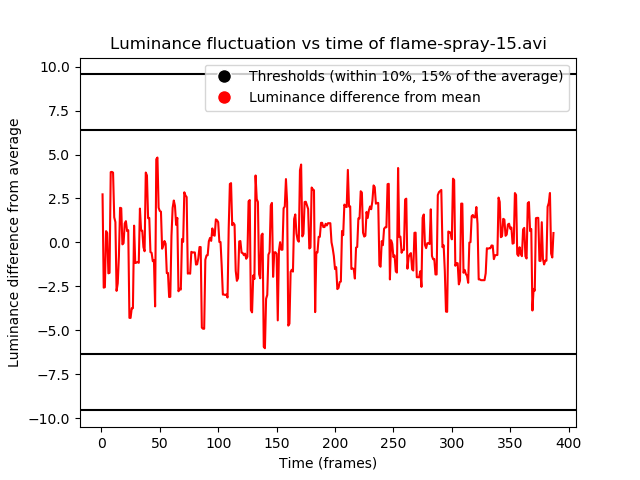 Luminance fluctuation vs time of flame-spray-15.avi
Thresholds (within 10%, 15% of the average)
Luminance difference from mean
Luminance difference from average
10.0
7.5
5.0
2.5
0.0
−2.5
−5.0
−7.5
−10.0
0 50 100 150 200 250 300 350 400
Time (frames)